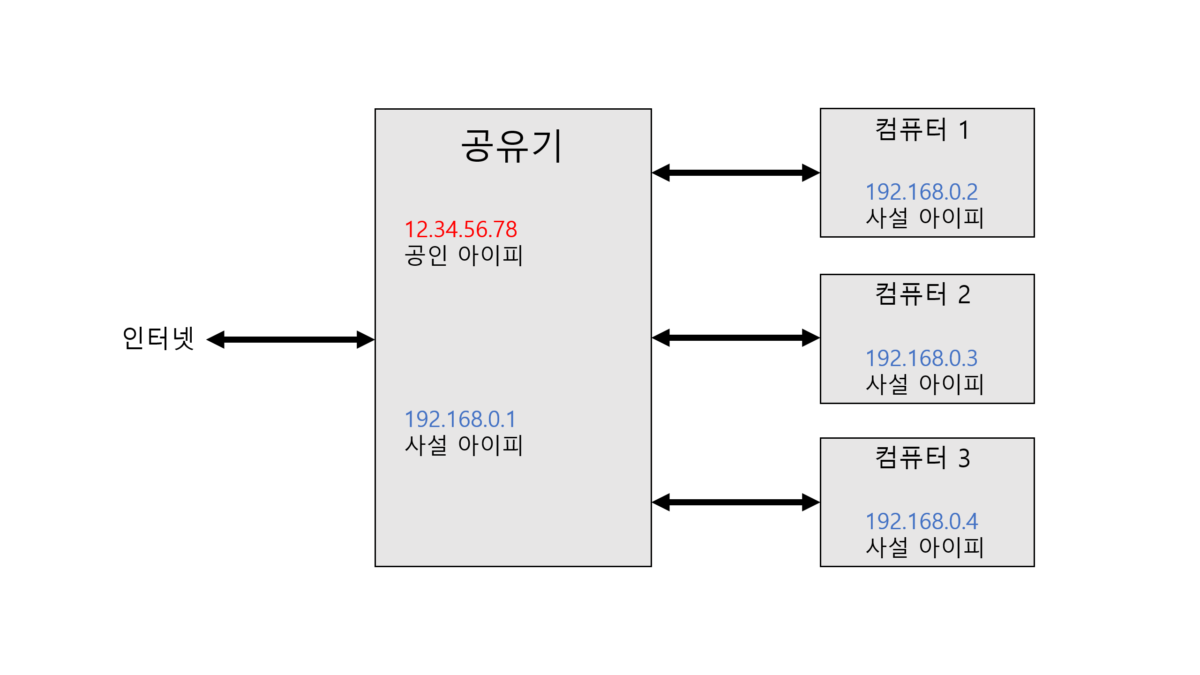 인터넷
공유기
12.34.56.78
공인 아이피
192.168.0.1
사설 아이피
컴퓨터 1
192.168.0.2
사설 아이피
컴퓨터 2
192.168.0.3
사설 아이피
컴퓨터 3
192.168.0.4
사설 아이피